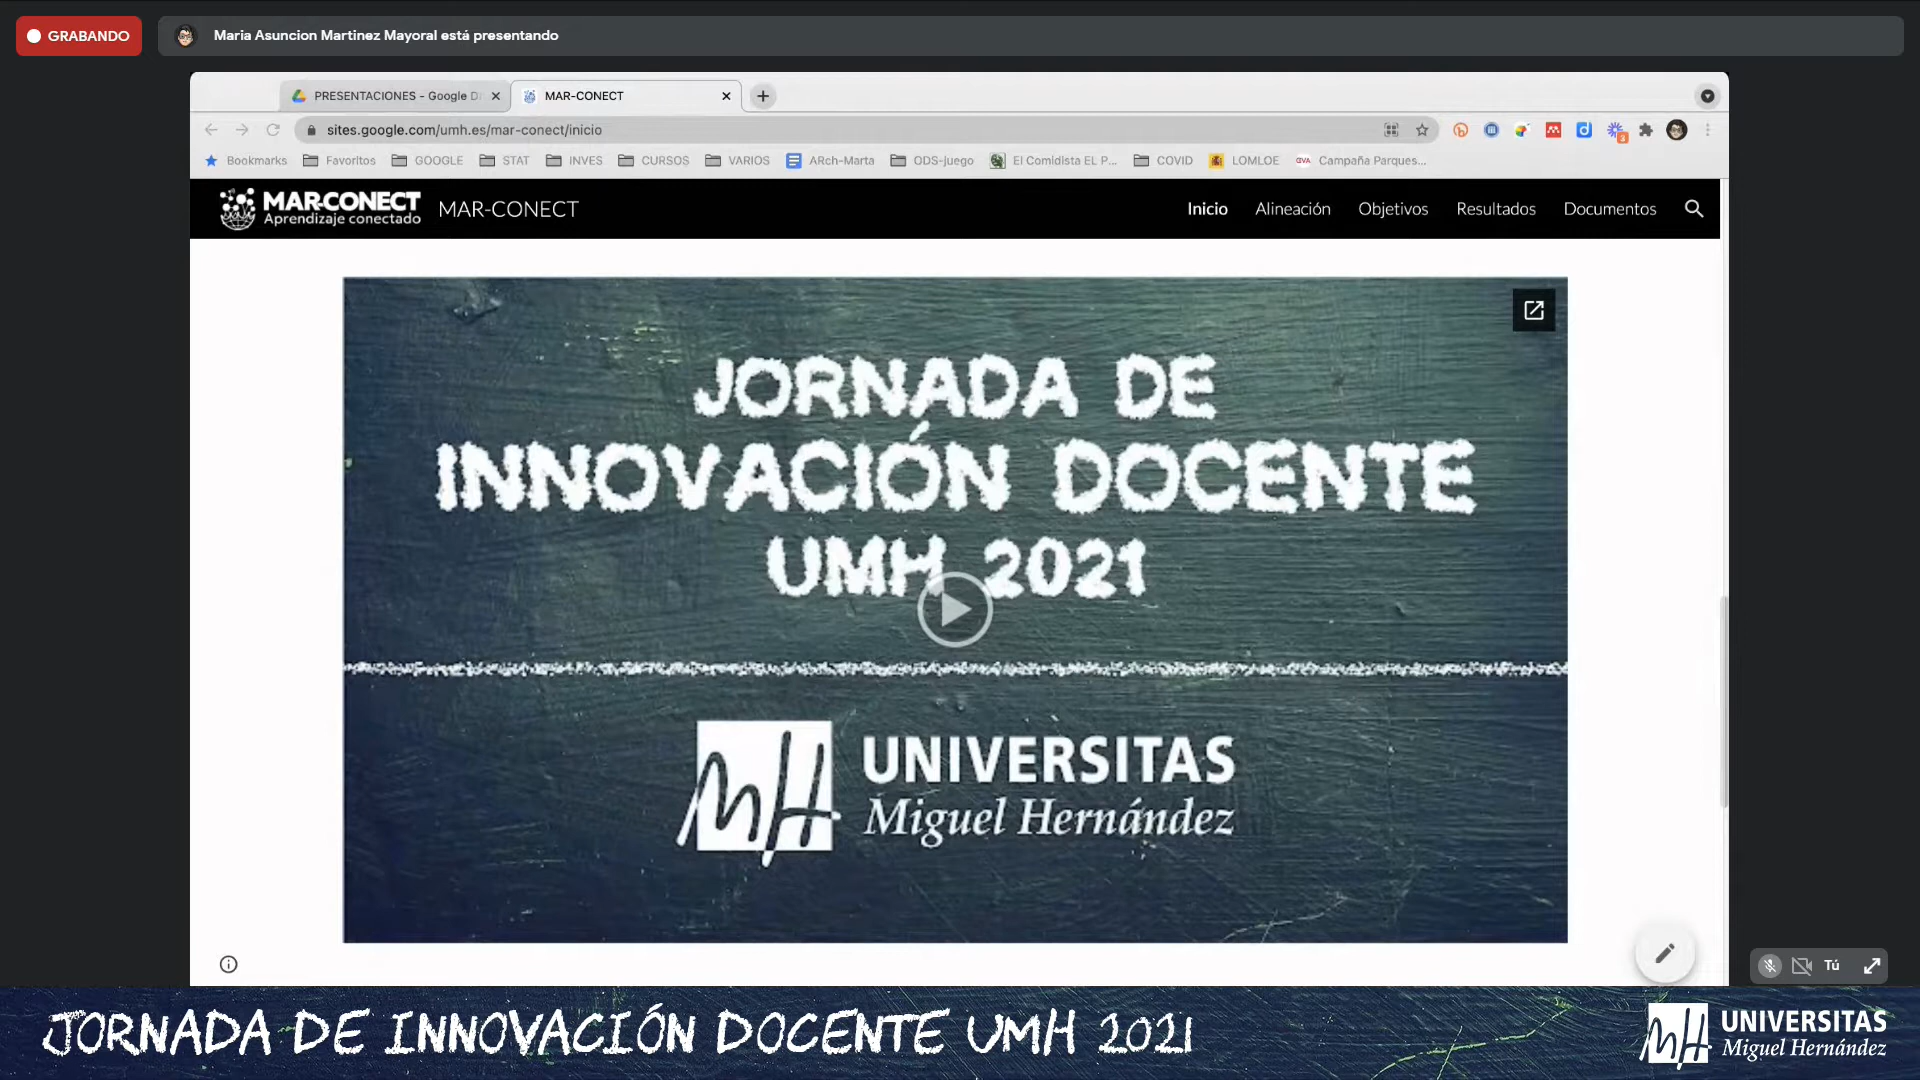 GRABANDO
Maria Asuncion Martinez Mayoral está presentando
PRESENTACIONES - Google D
MAR-CONECT
sites.google.com/umh.es/mar-conect/inicio
Bookmarks Favoritos GOOGLE STAT INVES CURSOS VARIOS ARch-Marta ODS-juego El Comidista EL P... COVID LOMLOE GVA Campaña Parques...
MAR-CONECT
Aprendizaje conectado
MAR-CONECT
Inicio Alineación Objetivos Resultados Documentos
JORNADA DE
INNOVACIÓN DOCENTE
UMH 2021
UNIVERSITAS
Miguel Hernández
Tú
JORNADA DE INNOVACIÓN DOCENTE UMH 2021
UNIVERSITAS
Miguel Hernández